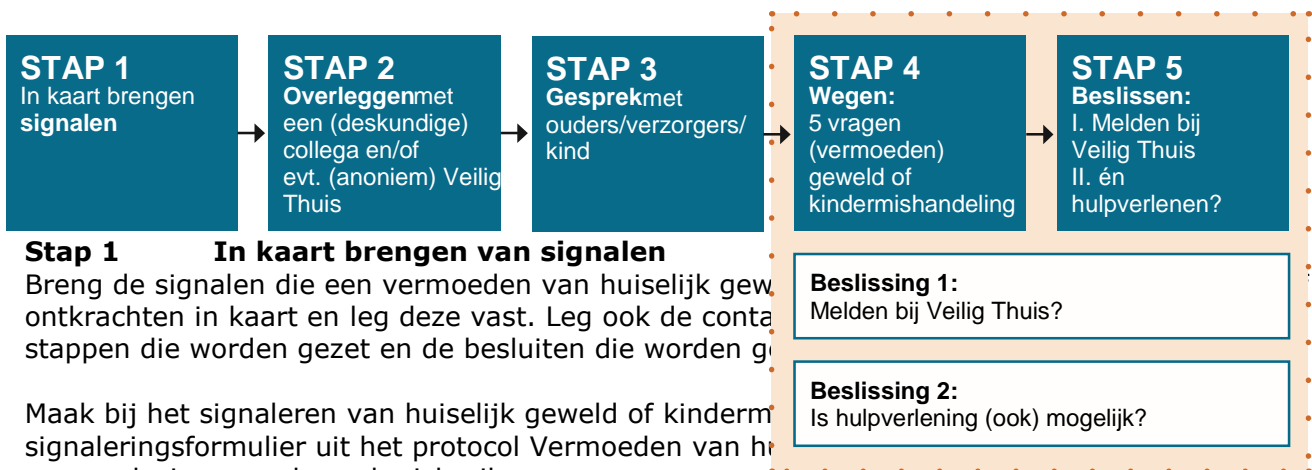 STAP 1
In kaart brengen
signalen
STAP 2
Overleggenmet
een (deskundige)
collega en/of
evt. (anoniem) Veilig
Thuis
STAP 3
Gesprekmet
ouders/verzorgers/
kind
STAP 4
Wegen:
5 vragen
(vermoeden)
geweld of
kindermishandeling
STAP 5
Beslissen:
I. Melden bij
Veilig Thuis
II. én
hulpverlenen?
Stap 1 In kaart brengen van signalen
Breng de signalen die een vermoeden van huiselijk
ontkrachten in kaart en leg deze vast. Leg ook de
stappen die worden gezet en de besluiten die worden
Maak bij het signaleren van huiselijk geweld of
signaleringsformulier uit het protocol Vermoeden van
Beslissing 1:
Melden bij Veilig Thuis?
Beslissing 2:
Is hulpverlening (ook) mogelijk?